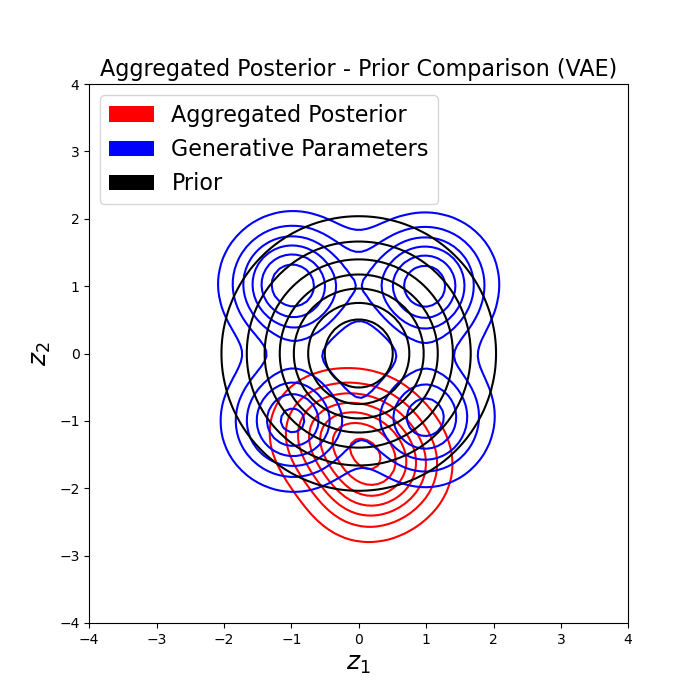 Aggregated Posterior - Prior Comparison (VAE)
Aggregated Posterior
Generative Parameters
Prior
4
3
2
1
0
−1
−2
−3
−4
z2
−4 −3 −2 −1 0 1 2 3 4
z1